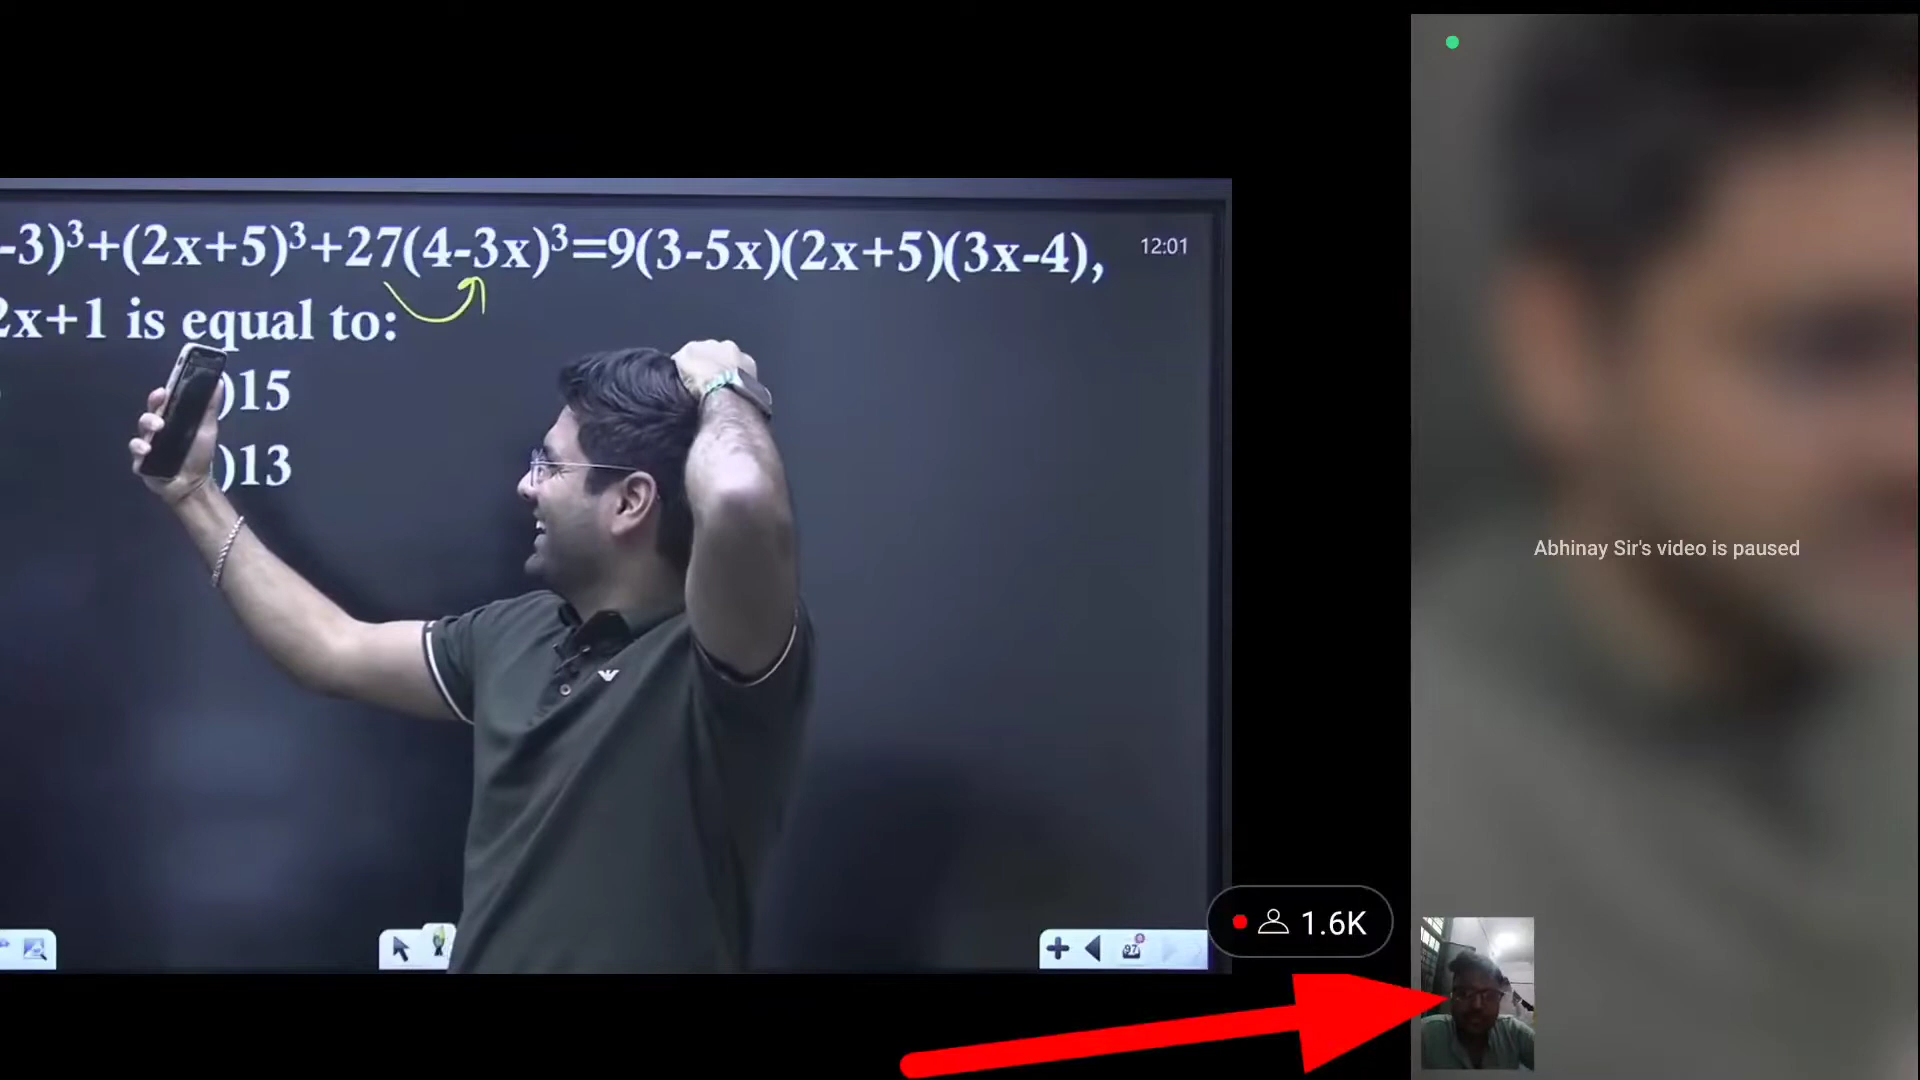 -3)³+(2x+5)³+27(4-3x)³=9(3-5x)(2x+5)(3x-4),
12:01
2x+1 is equal to:
)15
)13
Abhinay Sir's video is paused
97
1.6K